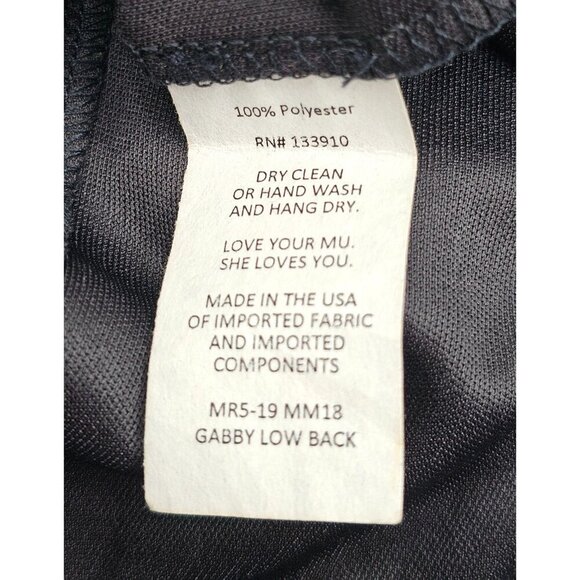 100% Polyester
RN# 133910
DRY CLEAN
OR HAND WASH
AND HANG DRY.
LOVE YOUR MU.
SHE LOVES YOU.
MADE IN THE USA
OF IMPORTED FABRIC
AND IMPORTED
COMPONENTS
MR5-19 MM18
GABBY LOW BACK